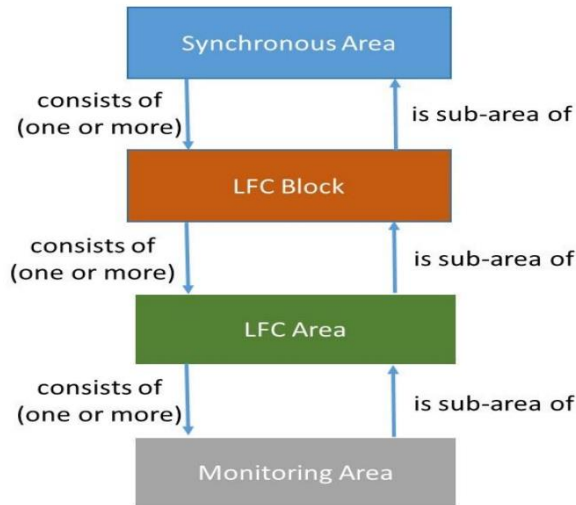 Synchronous Area
consists of
(one or more)
is sub-area of
LFC Block
consists of
(one or more)
is sub-area of
LFC Area
consists of
(one or more)
is sub-area of
Monitoring Area